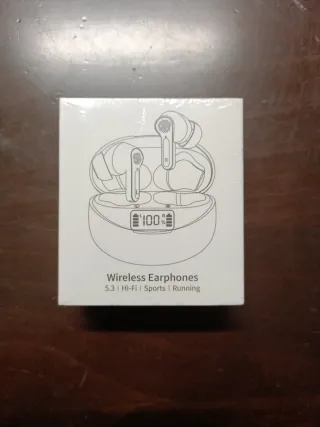 L 100 R
%
Wireless Earphones
5.3 | Hi-Fi | Sports | Running